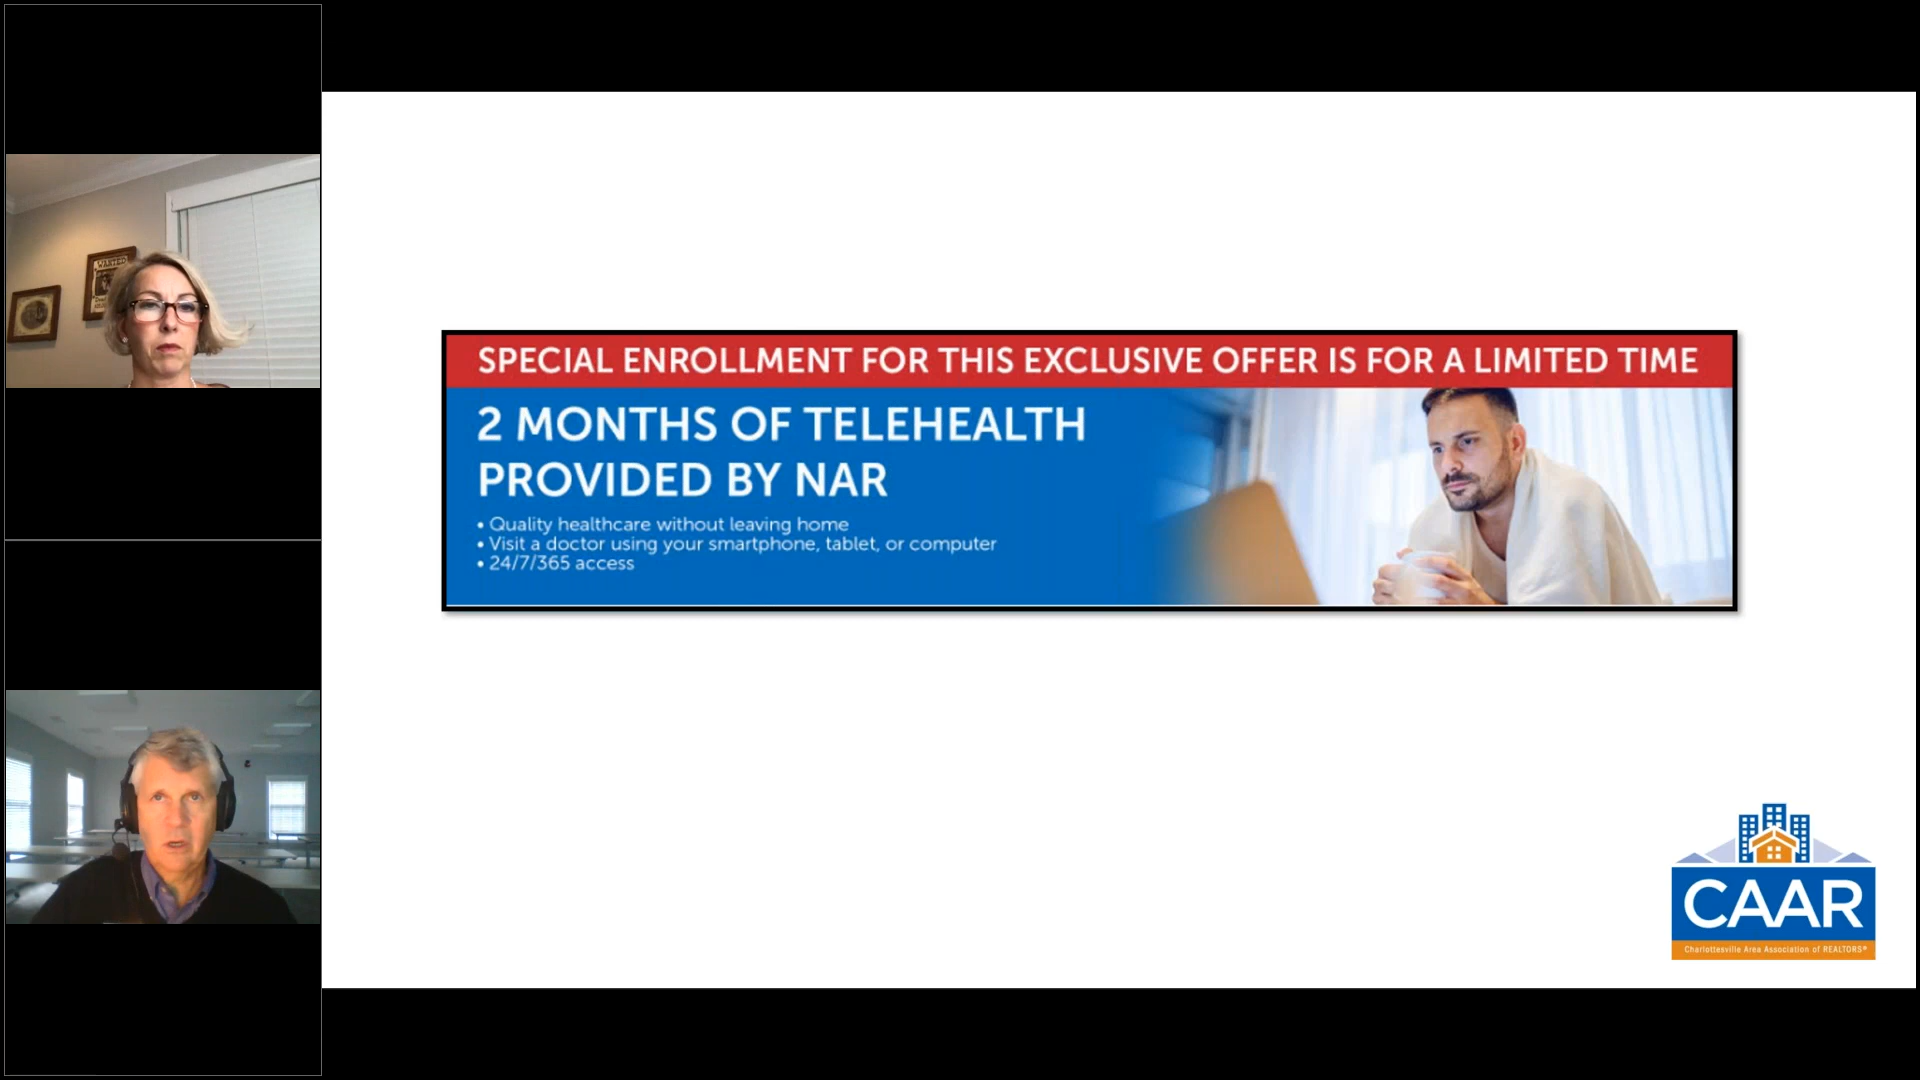 WANTED
SPECIAL ENROLLMENT FOR THIS EXCLUSIVE OFFER IS FOR A LIMITED TIME
2 MONTHS OF TELEHEALTH
PROVIDED BY NAR
• Quality healthcare without leaving home
• Visit a doctor using your smartphone, tablet, or computer
• 24/7/365 access
CAAR
Charlottesville Area Association of REALTORS®